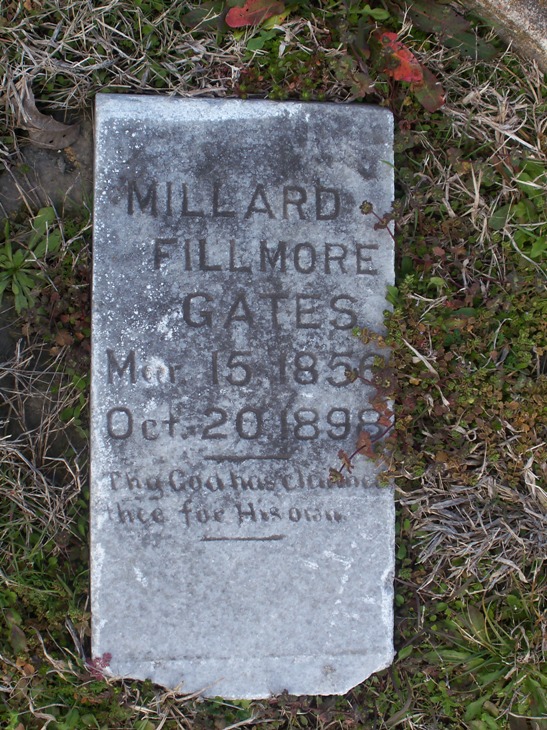 MILLARD
FILLMORE
GATES
Mar. 15, 1856
Oct. 20, 1898
Thy God has claimed
thee for His own.